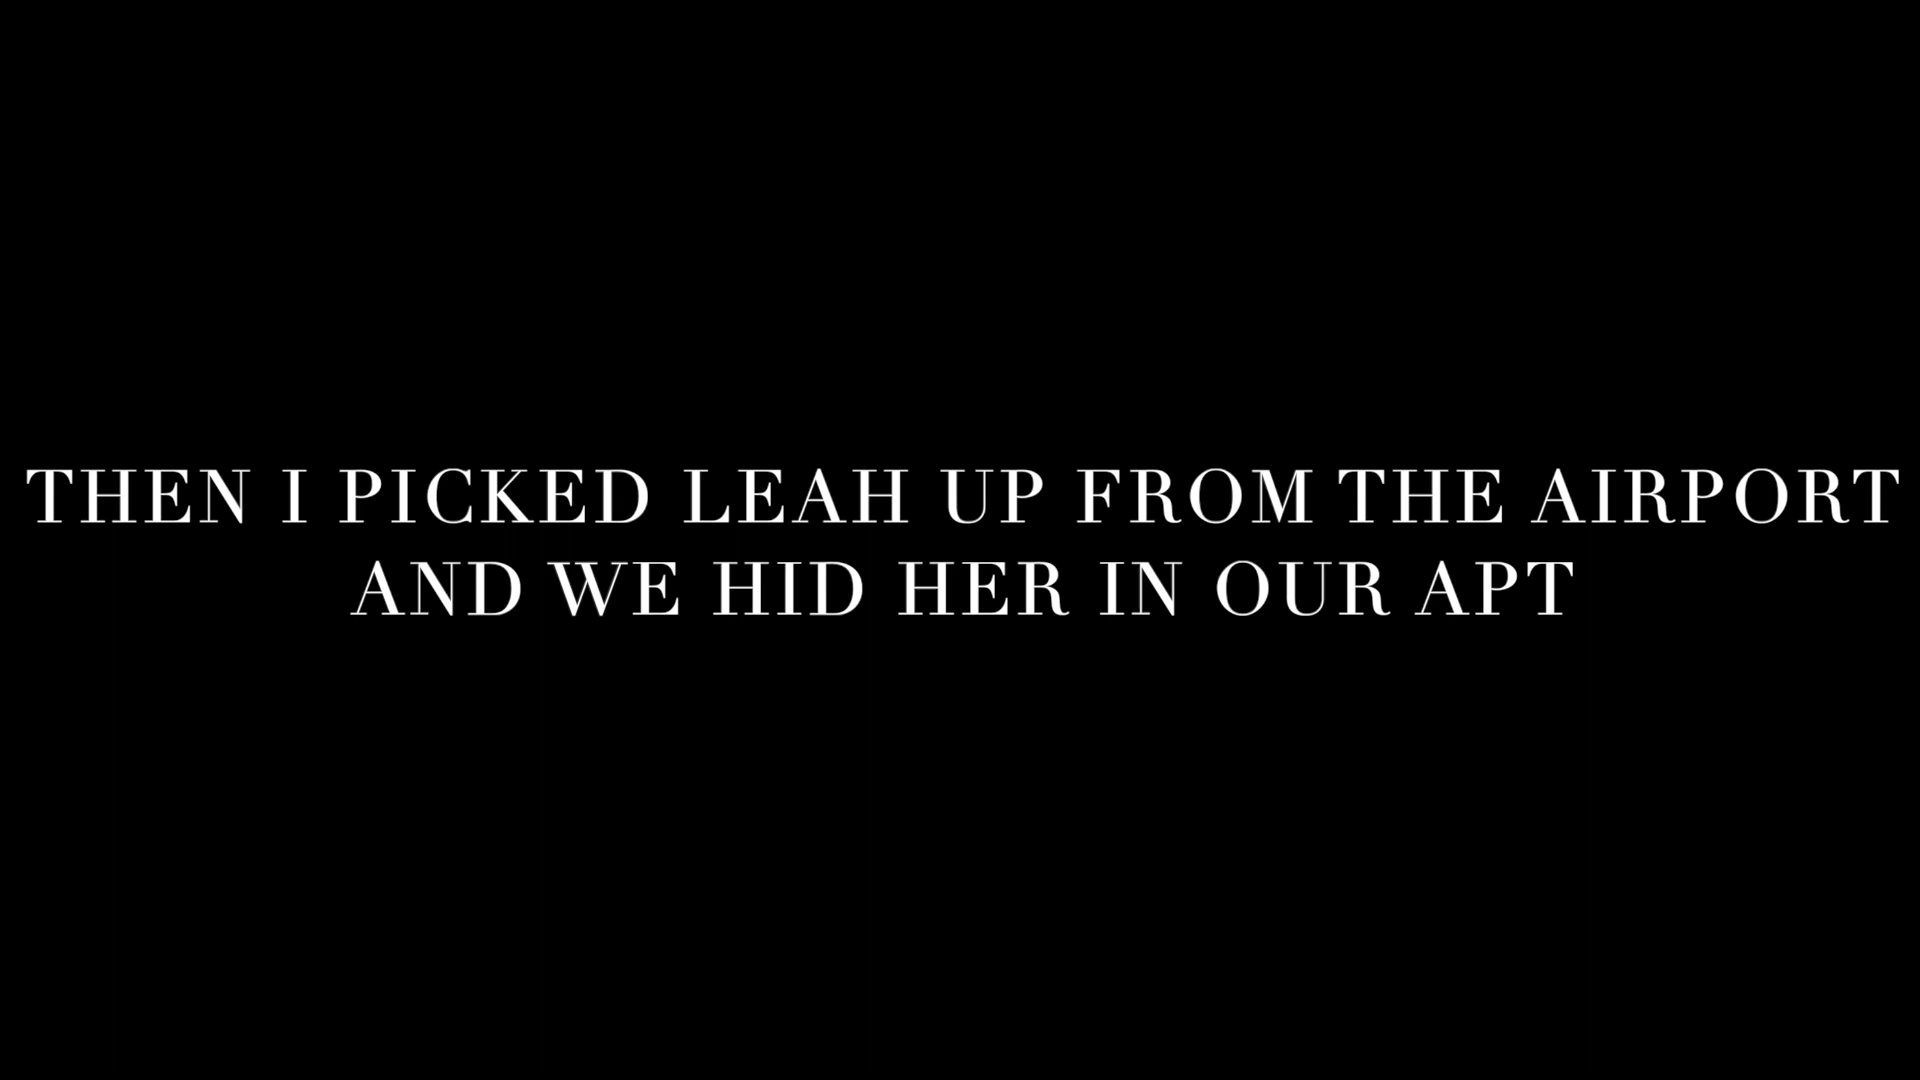 THEN I PICKED LEAH UP FROM THE AIRPORT
AND WE HID HER IN OUR APT